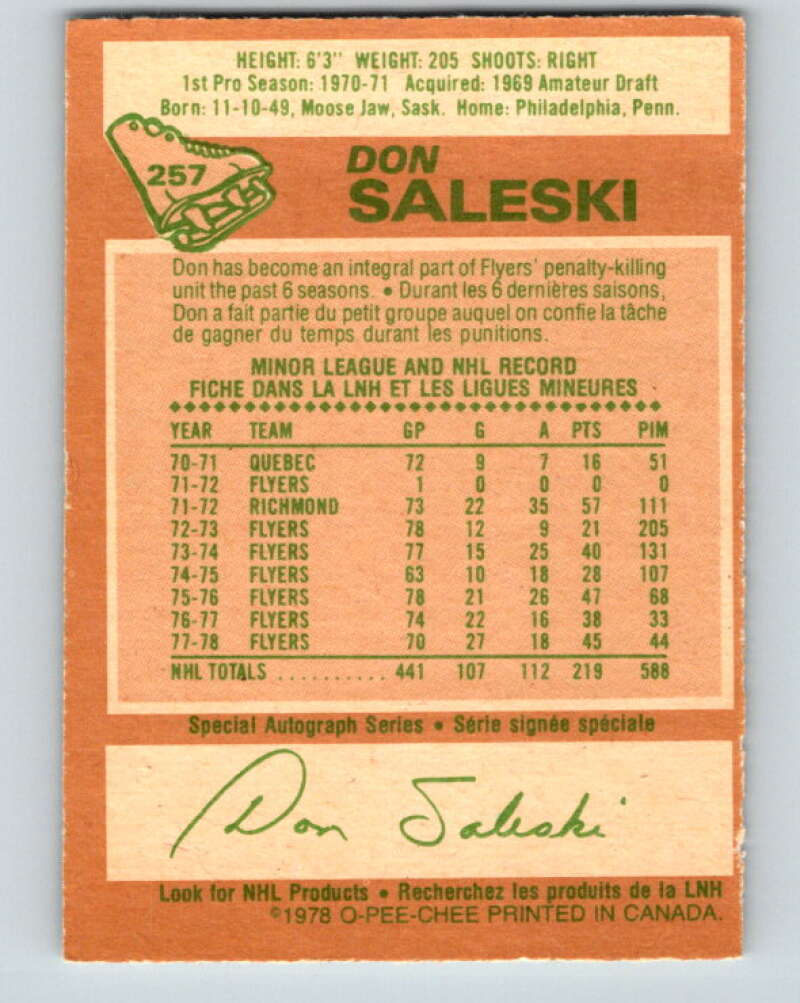 HEIGHT: 6'3" WEIGHT: 205 SHOOTS: RIGHT
1st Pro Season: 1970-71 Acquired: 1969 Amateur Draft
Born: 11-10-49, Moose Jaw, Sask. Home: Philadelphia, Penn.
257
DON
SALESKI
Don has become an integral part of Flyers' penalty-killing
unit the past 6 seasons. • Durant les 6 dernières saisons,
Don a fait partie du petit groupe auquel on confie la tâche
de gagner du temps durant les punitions.
MINOR LEAGUE AND NHL RECORD
FICHE DANS LA LNH ET LES LIGUES MINEURES
YEAR TEAM GP G A PTS PIM
70-71 QUEBEC 72 9 7 16 51
71-72 FLYERS 1 0 0 0 0
71-72 RICHMOND 73 22 35 57 111
72-73 FLYERS 78 12 9 21 205
73-74 FLYERS 77 15 25 40 131
74-75 FLYERS 63 10 18 28 107
75-76 FLYERS 78 21 26 47 68
76-77 FLYERS 74 22 16 38 33
77-78 FLYERS 70 27 18 45 44
NHL TOTALS .......... 441 107 112 219 588
Special Autograph Series • Série signée spéciale
Don Saleski
Look for NHL Products • Recherchez les produits de la LNH
©1978 O-PEE-CHEE PRINTED IN CANADA.